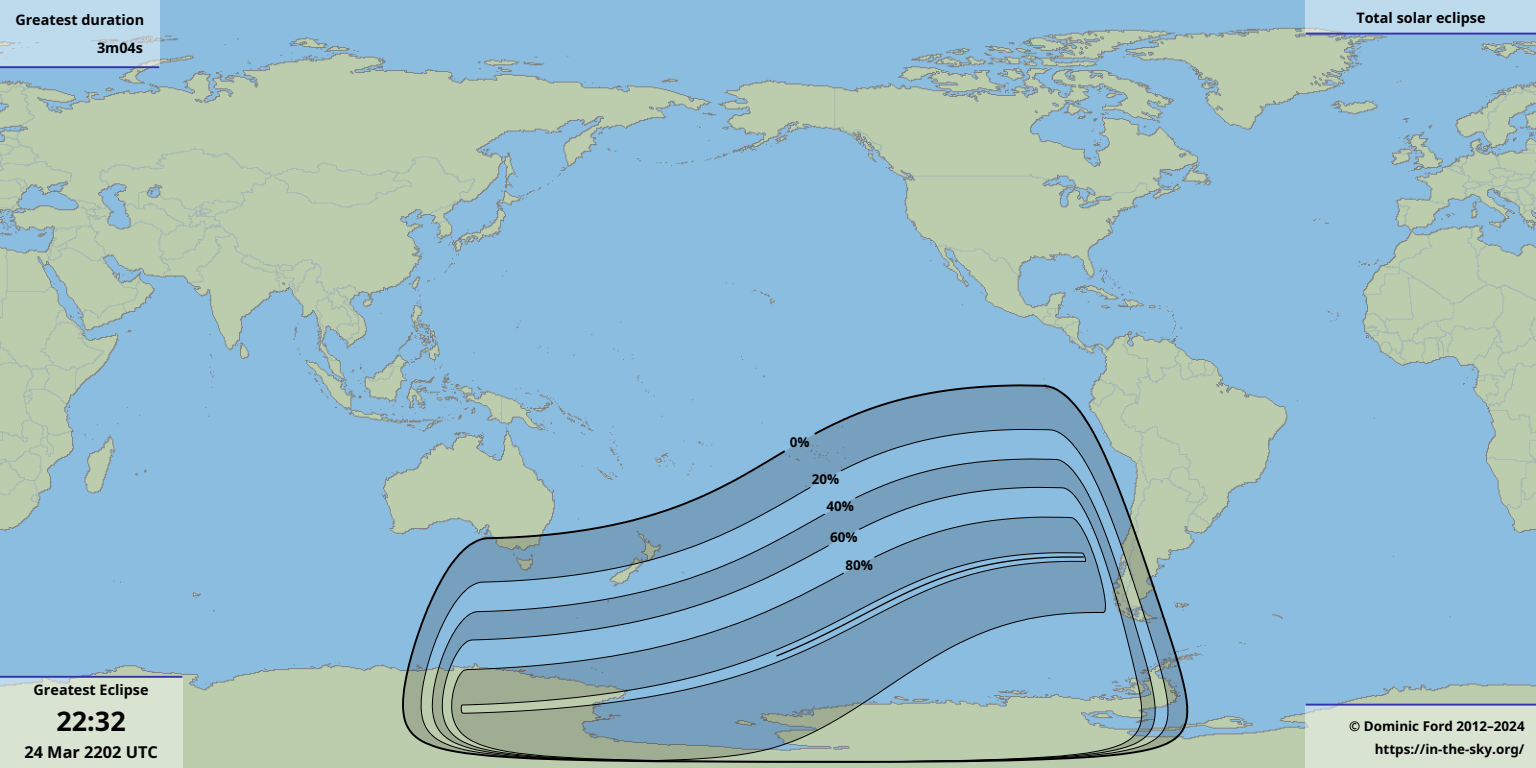 Greatest duration
3m04s
Total solar eclipse
0%
20%
40%
60%
80%
Greatest Eclipse
22:32
24 Mar 2202 UTC
© Dominic Ford 2012–2024
https://in-the-sky.org/